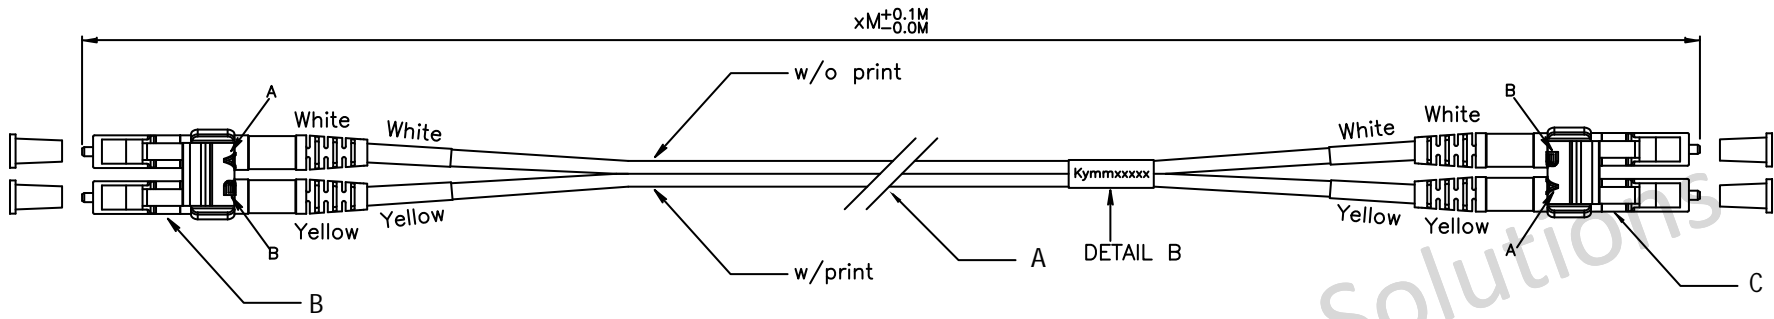 xM+0.1M
-0.0M
w/o print
A
B
White
White
White
White
Kymmxxxxx
Yellow
Yellow
Yellow
Yellow
B
w/print
A
DETAIL B
A
B
C
Solutions